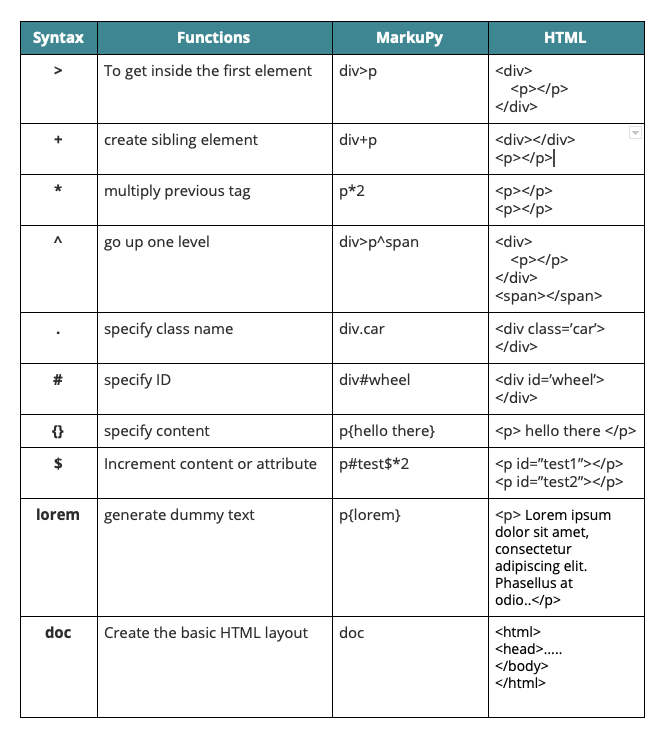 Syntax Functions MarkuPy HTML
> To get inside the first element div>p <div>
<p></p>
</div>
+ create sibling element div+p <div></div>
<p></p>
* multiply previous tag p*2 <p></p>
<p></p>
^ go up one level div>p^span <div>
<p></p>
</div>
<span></span>
. specify class name div.car <div class=‘car’>
</div>
# specify ID div#wheel <div id=‘wheel’>
</div>
{} specify content p{hello there} <p> hello there </p>
$ Increment content or attribute p#test$*2 <p id=”test1”></p>
<p id=”test2”></p>
lorem generate dummy text p{lorem} <p> Lorem ipsum
dolor sit amet,
consectetur
adipiscing elit.
Phasellus at
odio..</p>
doc Create the basic HTML layout doc <html>
<head>.....
</body>
</html>